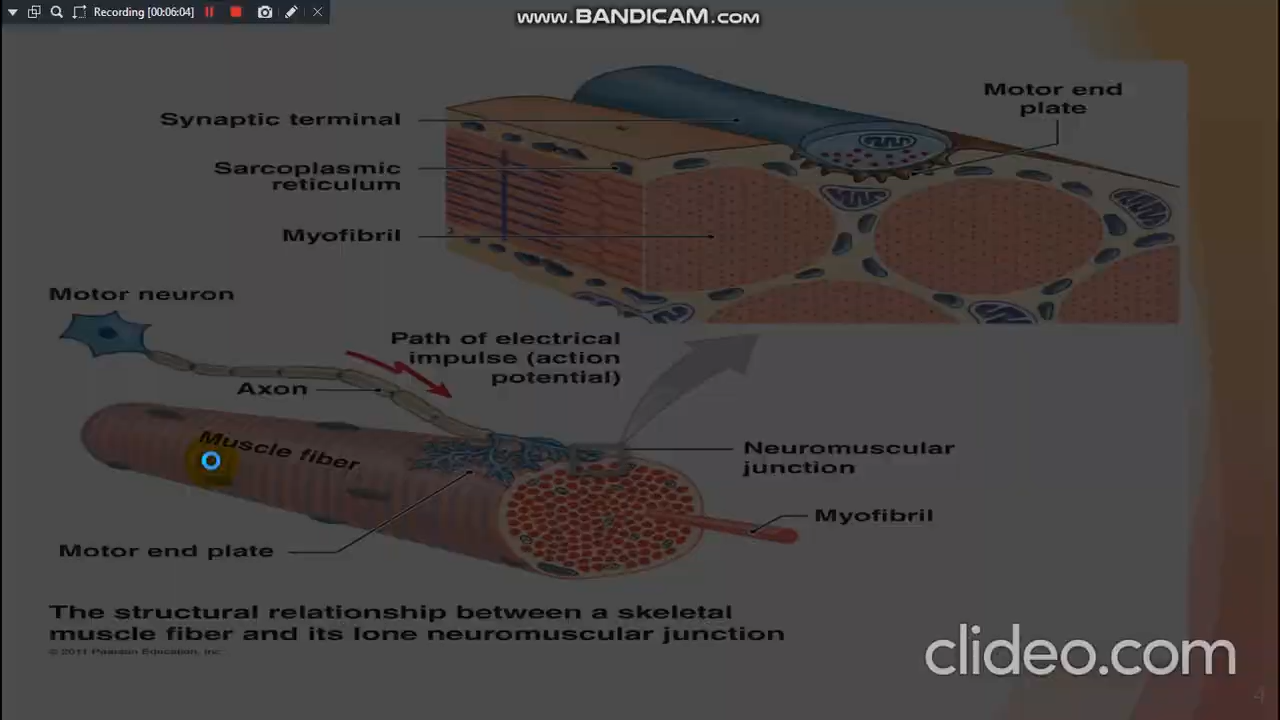 Recording [00:06:04]
www.BANDICAM.com
Motor end
plate
Synaptic terminal
Sarcoplasmic
reticulum
Myofibril
Motor neuron
Path of electrical
impulse (action
potential)
Axon
Muscle fiber
Neuromuscular
junction
Myofibril
Motor end plate
The structural relationship between a skeletal
muscle fiber and its lone neuromuscular junction
© 2011 Pearson Education, Inc.
clideo.com
4